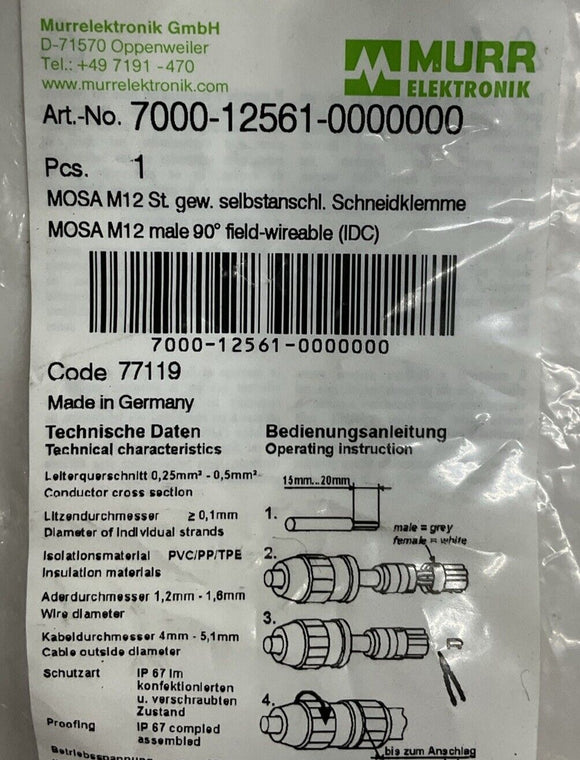 Murrelektronik GmbH
D-71570 Oppenweiler
Tel.: +49 7191 -470
www.murrelektronik.com
MURR
ELEKTRONIK
Art.-No. 7000-12561-0000000
Pcs. 1
MOSA M12 St. gew. selbstanschl. Schneidklemme
MOSA M12 male 90° field-wireable (IDC)
7000-12561-0000000
Code 77119
Made in Germany
Technische Daten
Technical characteristics
Leiterquerschnitt 0,25mm² - 0,5mm²
Conductor cross section
Litzendurchmesser ≥ 0,1mm
Diameter of individual strands
Isolationsmaterial PVC/PP/TPE
Insulation materials
Aderdurchmesser 1,2mm - 1,6mm
Wire diameter
Kabeldurchmesser 4mm - 5,1mm
Cable outside diameter
Schutzart IP 67 im
konfektionierten
u. verschraubten
Zustand
Proofing IP 67 compled
assembled
Betriebsspannung
Bedienungsanleitung
Operating instruction
15mm...20mm
1.
male = grey
female = white
2.
3.
4.
bis zum Anschlag